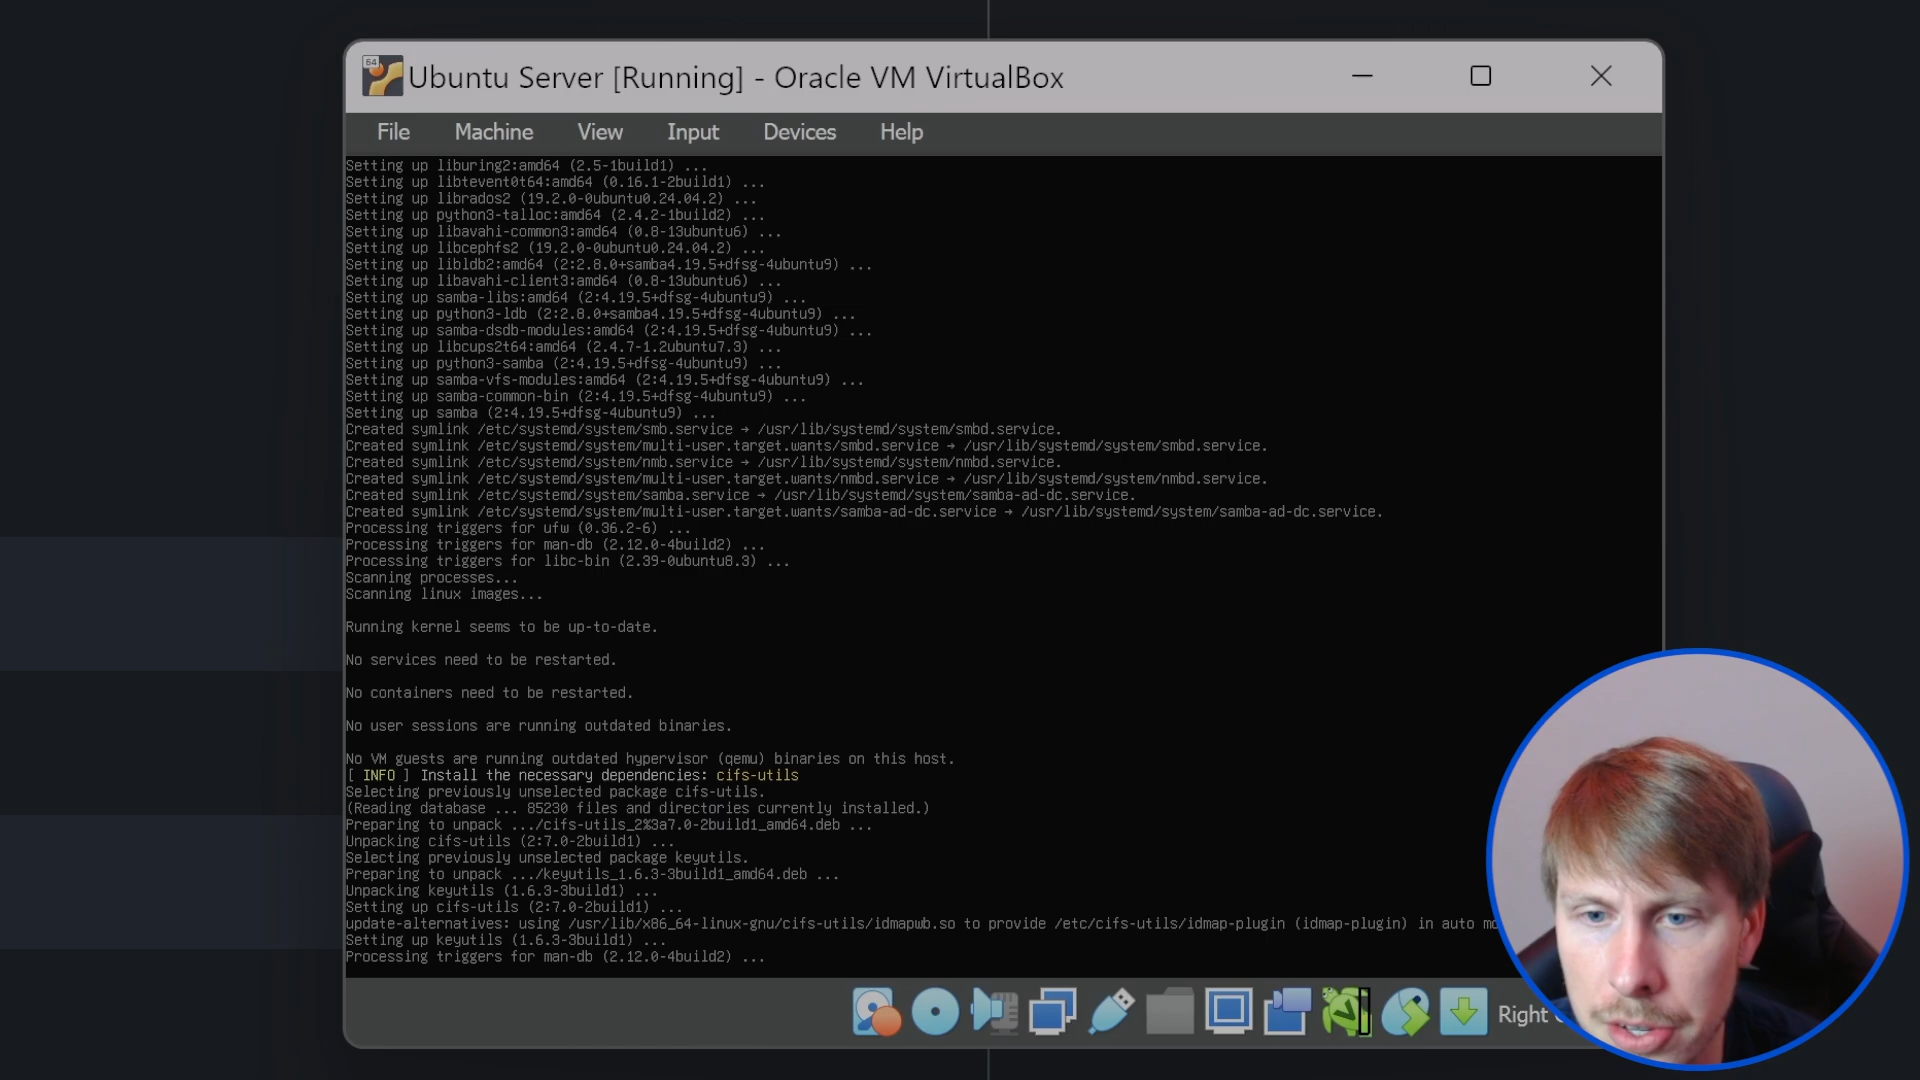 64
Ubuntu Server [Running] - Oracle VM VirtualBox
File Machine View Input Devices Help
Setting up liburing2:amd64 (2.5-1build1) ...
Setting up libtevent0t64:amd64 (0.16.1-2build1) ...
Setting up librados2 (19.2.0-0ubuntu0.24.04.2) ...
Setting up python3-talloc:amd64 (2.4.2-1build2) ...
Setting up libavahi-common3:amd64 (0.8-13ubuntu6) ...
Setting up libcephfs2 (19.2.0-0ubuntu0.24.04.2) ...
Setting up libldb2:amd64 (2:2.8.0+samba4.19.5+dfsg-4ubuntu9) ...
Setting up libavahi-client3:amd64 (0.8-13ubuntu6) ...
Setting up samba-libs:amd64 (2:4.19.5+dfsg-4ubuntu9) ...
Setting up python3-ldb (2:2.8.0+samba4.19.5+dfsg-4ubuntu9) ...
Setting up samba-dsdb-modules:amd64 (2:4.19.5+dfsg-4ubuntu9) ...
Setting up libcups2t64:amd64 (2.4.7-1.2ubuntu7.3) ...
Setting up python3-samba (2:4.19.5+dfsg-4ubuntu9) ...
Setting up samba-vfs-modules:amd64 (2:4.19.5+dfsg-4ubuntu9) ...
Setting up samba-common-bin (2:4.19.5+dfsg-4ubuntu9) ...
Setting up samba (2:4.19.5+dfsg-4ubuntu9) ...
Created symlink /etc/systemd/system/smb.service → /usr/lib/systemd/system/smbd.service.
Created symlink /etc/systemd/system/multi-user.target.wants/smbd.service → /usr/lib/systemd/system/smbd.service.
Created symlink /etc/systemd/system/nmb.service → /usr/lib/systemd/system/nmbd.service.
Created symlink /etc/systemd/system/multi-user.target.wants/nmbd.service → /usr/lib/systemd/system/nmbd.service.
Created symlink /etc/systemd/system/samba.service → /usr/lib/systemd/system/samba-ad-dc.service.
Created symlink /etc/systemd/system/multi-user.target.wants/samba-ad-dc.service → /usr/lib/systemd/system/samba-ad-dc.service.
Processing triggers for ufw (0.36.2-6) ...
Processing triggers for man-db (2.12.0-4build2) ...
Processing triggers for libc-bin (2.39-0ubuntu8.3) ...
Scanning processes...
Scanning linux images...
Running kernel seems to be up-to-date.
No services need to be restarted.
No containers need to be restarted.
No user sessions are running outdated binaries.
No VM guests are running outdated hypervisor (qemu) binaries on this host.
[ INFO ] Install the necessary dependencies: cifs-utils
Selecting previously unselected package cifs-utils.
(Reading database ... 85230 files and directories currently installed.)
Preparing to unpack .../cifs-utils_2%3a7.0-2build1_amd64.deb ...
Unpacking cifs-utils (2:7.0-2build1) ...
Selecting previously unselected package keyutils.
Preparing to unpack .../keyutils_1.6.3-3build1_amd64.deb ...
Unpacking keyutils (1.6.3-3build1) ...
Setting up cifs-utils (2:7.0-2build1) ...
update-alternatives: using /usr/lib/x86_64-linux-gnu/cifs-utils/idmapwb.so to provide /etc/cifs-utils/idmap-plugin (idmap-plugin) in auto
Setting up keyutils (1.6.3-3build1) ...
Processing triggers for man-db (2.12.0-4build2) ...
Right